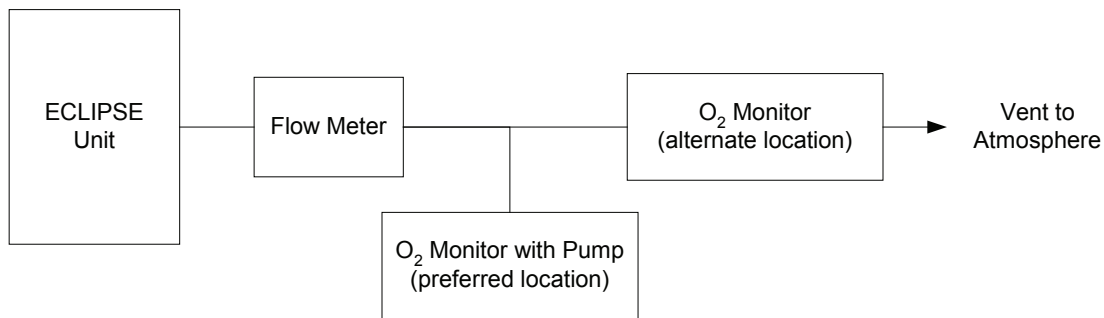 ECLIPSE
Unit
Flow Meter
O₂ Monitor
(alternate location)
Vent to
Atmosphere
O₂ Monitor with Pump
(preferred location)